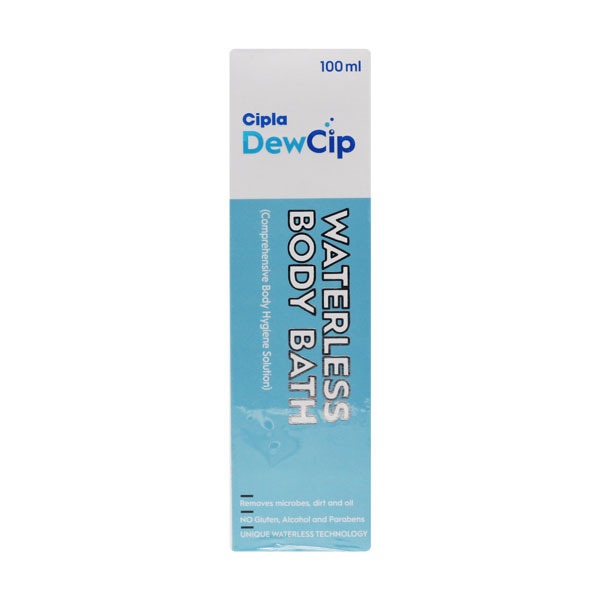 100 ml
Cipla
DewCip
WATERLESS
BODY BATH
(Comprehensive Body Hygiene Solution)
Removes microbes, dirt and oil
NO Gluten, Alcohol and Parabens
UNIQUE WATERLESS TECHNOLOGY